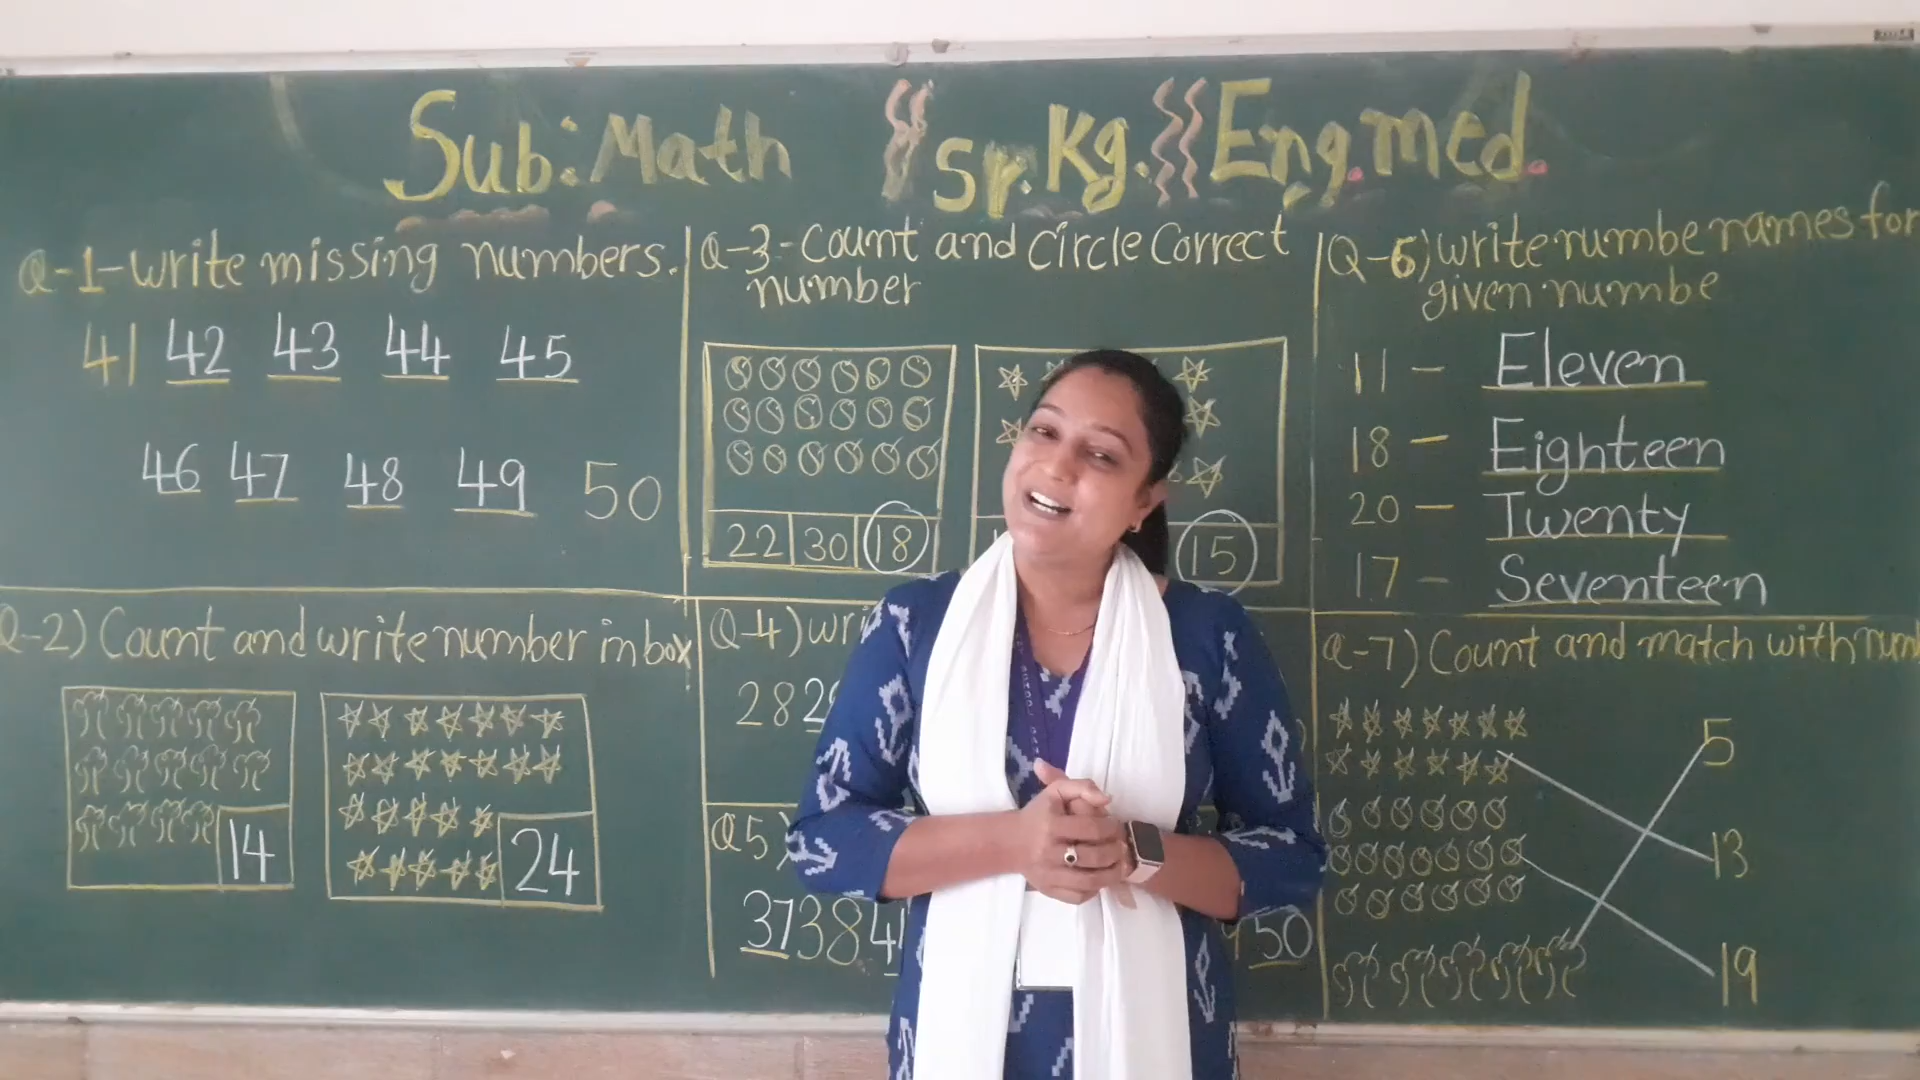 Sub: Math Sr. Kg. Eng. Med.
Q-1-write missing numbers.
41 42 43 44 45
46 47 48 49 50
Q-2) Count and write number in box
14 24
Q-3-Count and circle Correct
number
22 30 18
15
Q-4)
28
Q5)
37 38
50
Q-6) write numbe names for
given numbe
11 - Eleven
18 - Eighteen
20 - Twenty
17 - Seventeen
Q-7) Count and match with
5
13
19